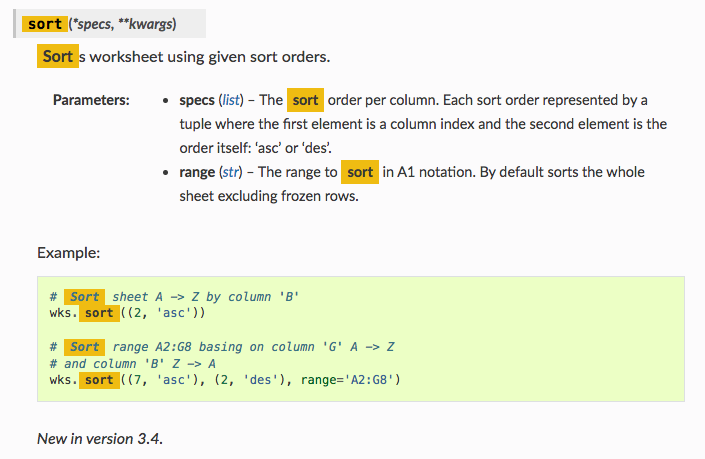 sort(*specs, **kwargs)
Sorts worksheet using given sort orders.
Parameters:
• specs (list) – The sort order per column. Each sort order represented by a
tuple where the first element is a column index and the second element is the
order itself: ‘asc’ or ‘des’.
• range (str) – The range to sort in A1 notation. By default sorts the whole
sheet excluding frozen rows.
Example:
# Sort sheet A -> Z by column 'B'
wks.sort((2, 'asc'))
# Sort range A2:G8 basing on column 'G' A -> Z
# and column 'B' Z -> A
wks.sort((7, 'asc'), (2, 'des'), range='A2:G8')
New in version 3.4.